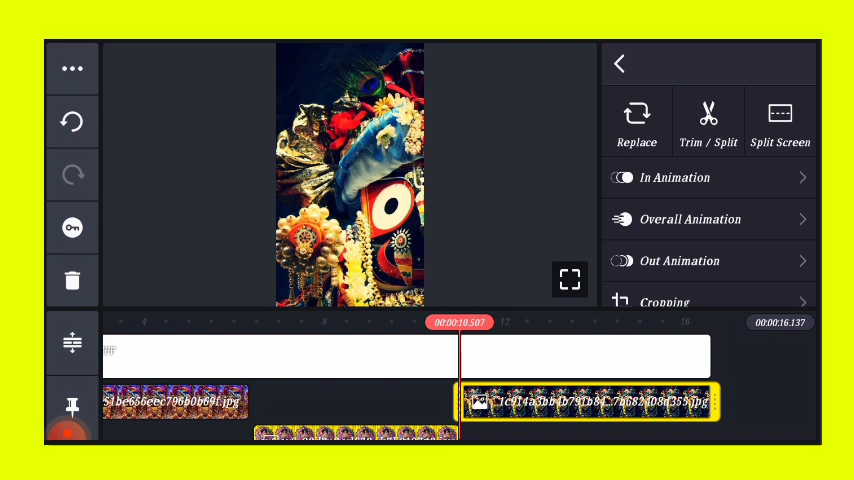 Replace
Trim / Split
Split Screen
In Animation
Overall Animation
Out Animation
Cropping
4
8
00:00:10.507
12
16
00:00:16.137
51be656eec796b0b69f.jpg